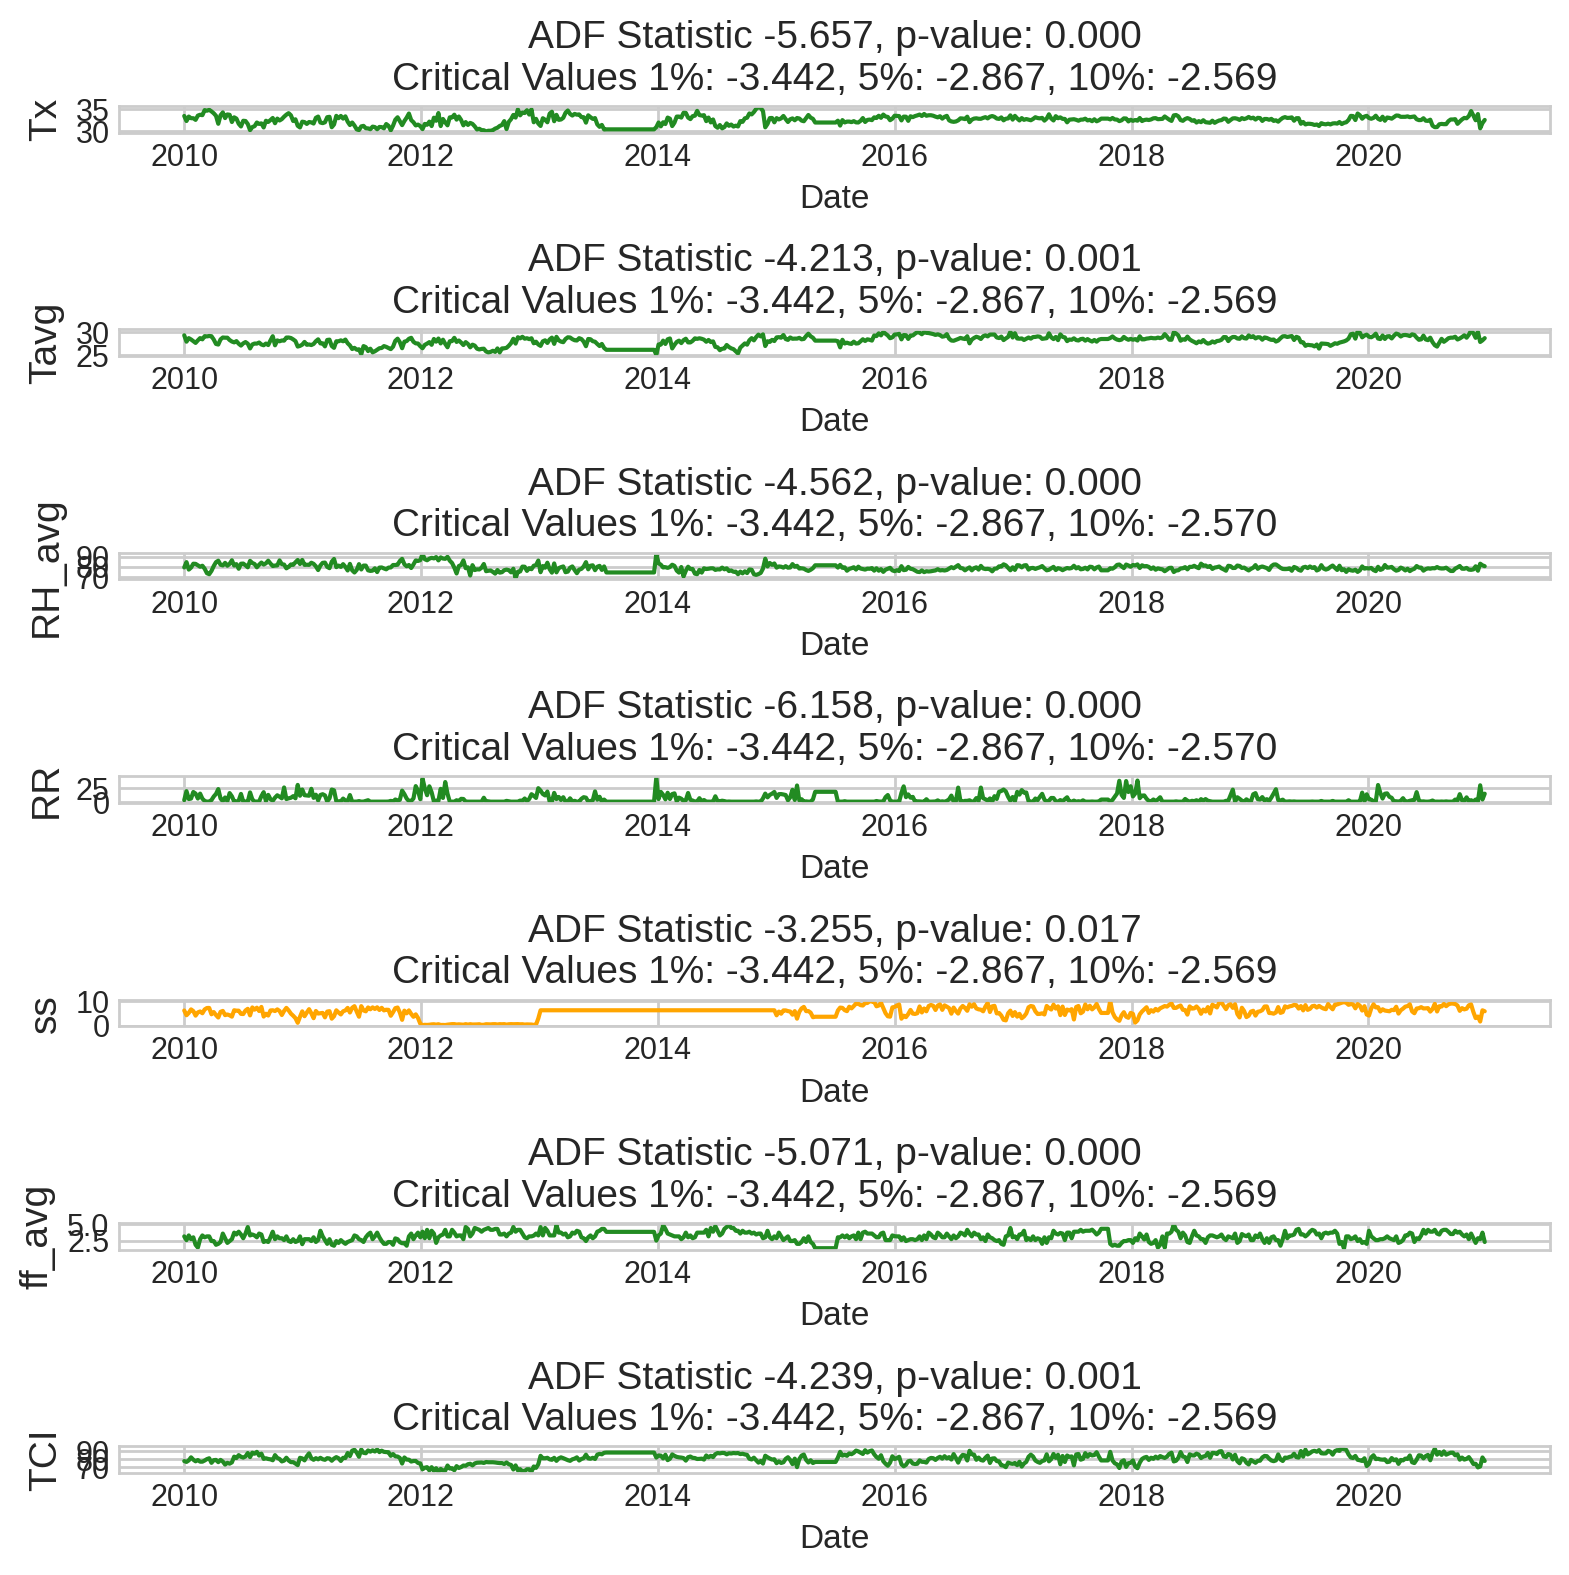 ADF Statistic -5.657, p-value: 0.000
Critical Values 1%: -3.442, 5%: -2.867, 10%: -2.569
Tx
35
30
2010 2012 2014 2016 2018 2020
Date
ADF Statistic -4.213, p-value: 0.001
Critical Values 1%: -3.442, 5%: -2.867, 10%: -2.569
Tavg
30
25
2010 2012 2014 2016 2018 2020
Date
ADF Statistic -4.562, p-value: 0.000
Critical Values 1%: -3.442, 5%: -2.867, 10%: -2.570
RH_avg
90
80
70
2010 2012 2014 2016 2018 2020
Date
ADF Statistic -6.158, p-value: 0.000
Critical Values 1%: -3.442, 5%: -2.867, 10%: -2.570
RR
25
0
2010 2012 2014 2016 2018 2020
Date
ADF Statistic -3.255, p-value: 0.017
Critical Values 1%: -3.442, 5%: -2.867, 10%: -2.569
ss
10
0
2010 2012 2014 2016 2018 2020
Date
ADF Statistic -5.071, p-value: 0.000
Critical Values 1%: -3.442, 5%: -2.867, 10%: -2.569
ff_avg
5.0
2.5
2010 2012 2014 2016 2018 2020
Date
ADF Statistic -4.239, p-value: 0.001
Critical Values 1%: -3.442, 5%: -2.867, 10%: -2.569
TCI
90
80
70
2010 2012 2014 2016 2018 2020
Date